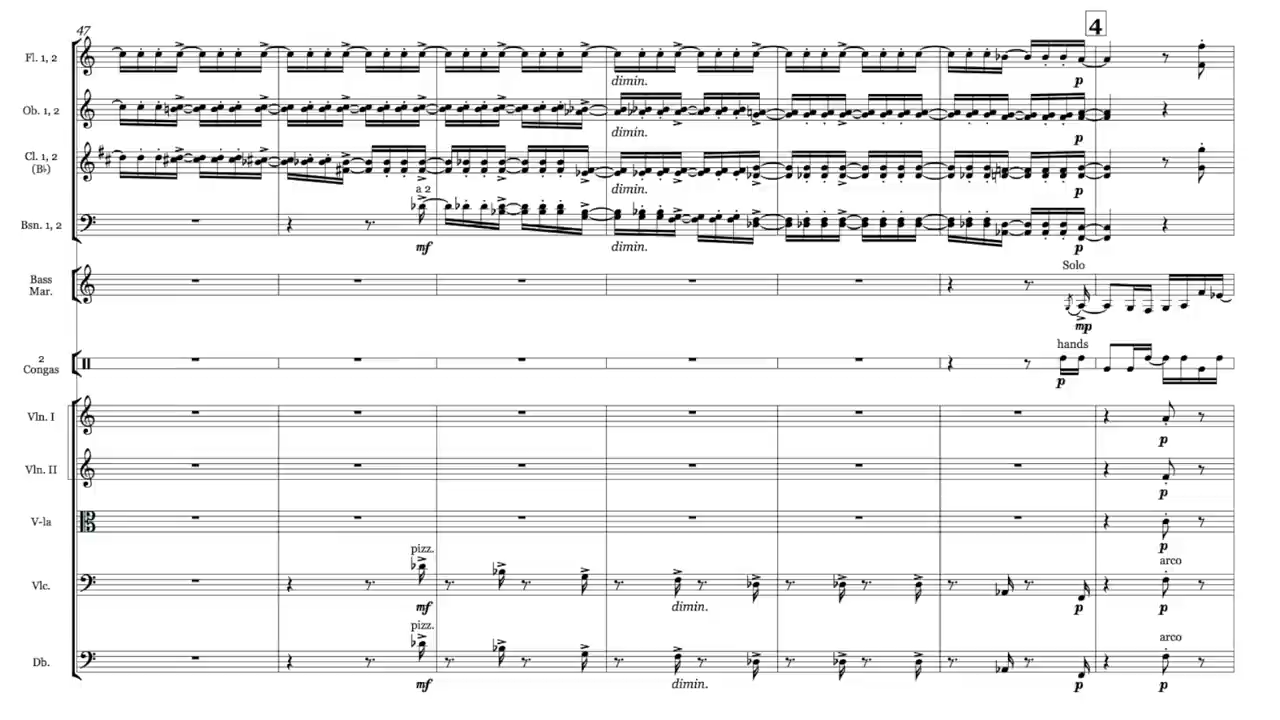 47
4
Fl. 1, 2
dimin.
p
Ob. 1, 2
dimin.
p
Cl. 1, 2
(B♭)
a 2
dimin.
p
Bsn. 1, 2
mf
dimin.
p
Solo
Bass
Mar.
mp
hands
2
Congas
p
Vln. I
p
Vln. II
p
V-la
p
pizz.
arco
Vlc.
mf
dimin.
p
p
pizz.
arco
Db.
mf
dimin.
p
p